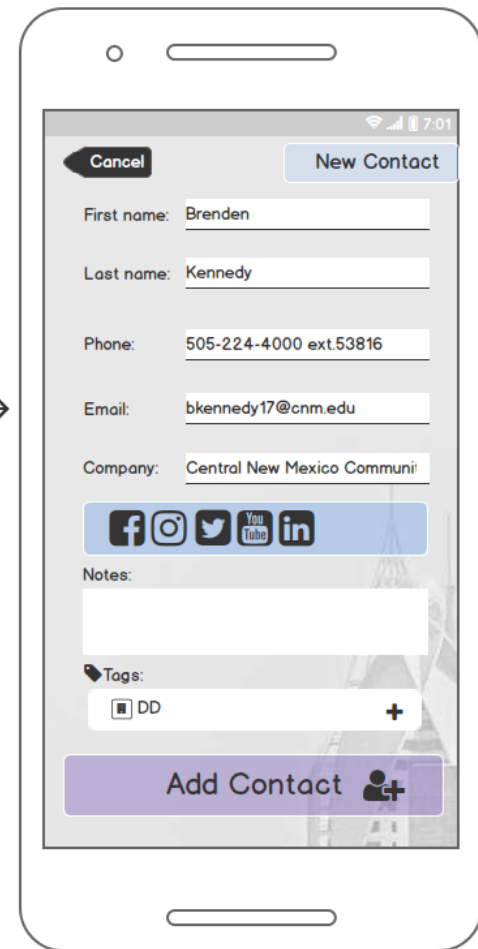 7:01
Cancel
New Contact
First name: Brenden
Last name: Kennedy
Phone: 505-224-4000 ext.53816
Email: bkennedy17@cnm.edu
Company: Central New Mexico Communit
You
Tube
in
Notes:
Tags:
DD
Add Contact